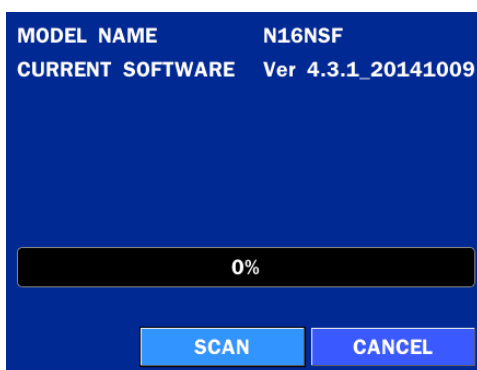 MODEL NAME N16NSF
CURRENT SOFTWARE Ver 4.3.1_20141009
0%
SCAN CANCEL